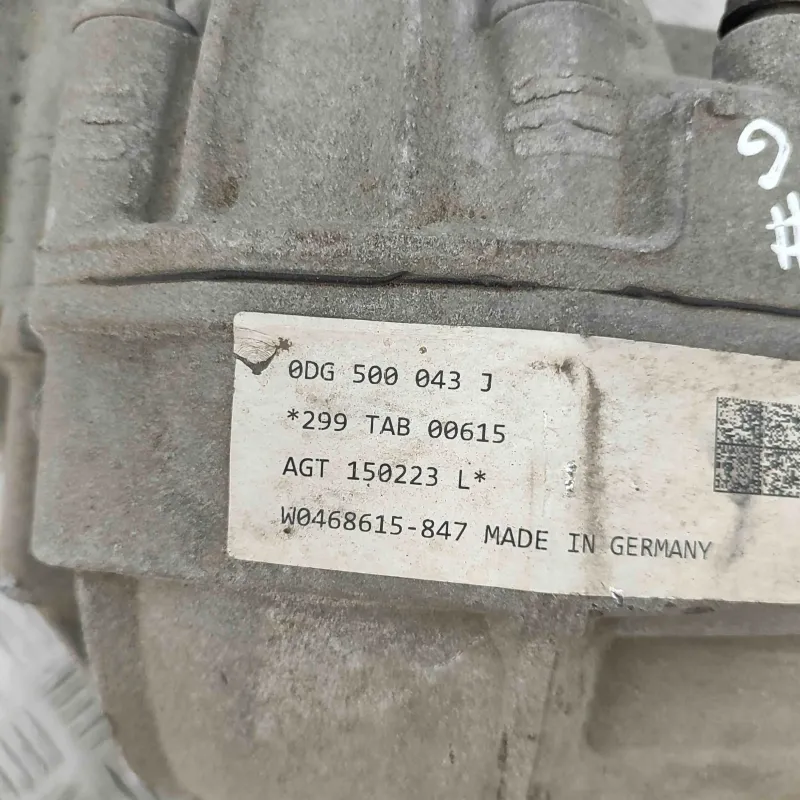 0DG 500 043 J
*299 TAB 00615
AGT 150223 L*
W0468615-847 MADE IN GERMANY